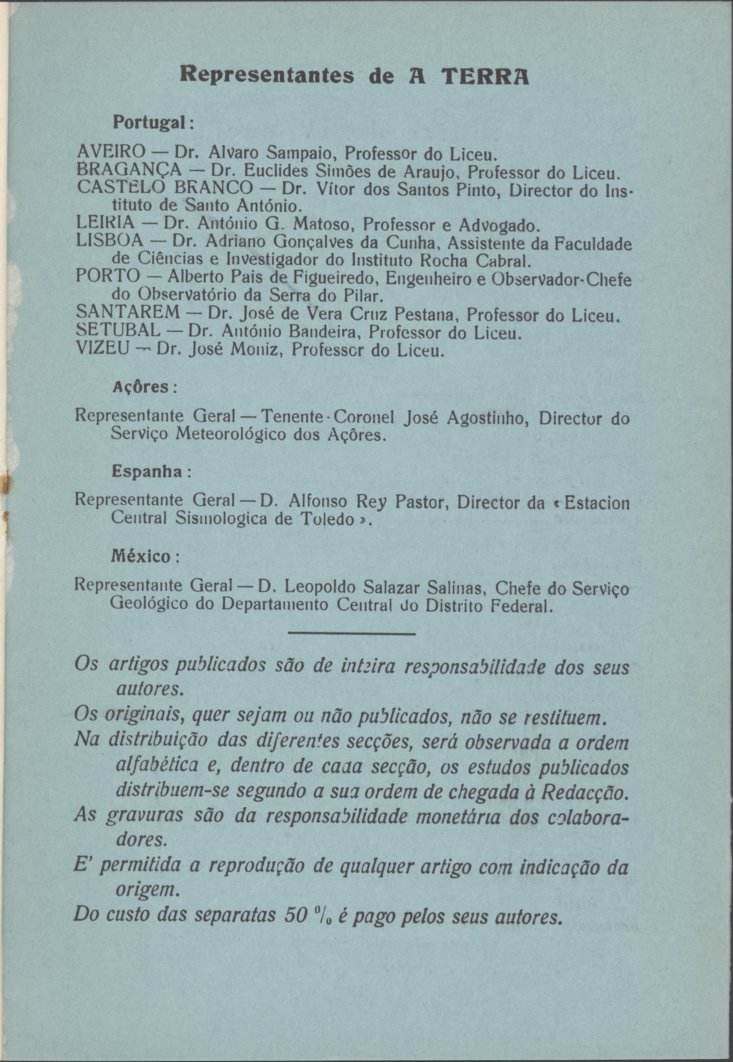 Representantes de A TERRA
Portugal:
AVEIRO — Dr. Alvaro Sampaio, Professor do Liceu.
BRAGANÇA — Dr. Euclides Simões de Araujo, Professor do Liceu.
CASTELO BRANCO — Dr. Vítor dos Santos Pinto, Director do Ins-
tituto de Santo António.
LEIRIA — Dr. António G. Matoso, Professor e Advogado.
LISBOA — Dr. Adriano Gonçalves da Cunha, Assistente da Faculdade
de Ciências e Investigador do Instituto Rocha Cabral.
PORTO — Alberto Pais de Figueiredo, Engenheiro e Observador-Chefe
do Observatório da Serra do Pilar.
SANTAREM — Dr. José de Vera Cruz Pestana, Professor do Liceu.
SETUBAL — Dr. António Bandeira, Professor do Liceu.
VIZEU — Dr. José Moniz, Professor do Liceu.
Açôres:
Representante Geral — Tenente-Coronel José Agostinho, Director do
Serviço Meteorológico dos Açôres.
Espanha:
Representante Geral — D. Alfonso Rey Pastor, Director da « Estacion
Central Sismologica de Toledo ».
México:
Representante Geral — D. Leopoldo Salazar Salinas, Chefe do Serviço
Geológico do Departamento Central do Distrito Federal.
Os artigos publicados são de inteira responsabilidade dos seus
autores.
Os originais, quer sejam ou não publicados, não se restituem.
Na distribuição das diferentes secções, será observada a ordem
alfabética e, dentro de cada secção, os estudos publicados
distribuem-se segundo a sua ordem de chegada à Redacção.
As gravuras são da responsabilidade monetária dos colabora-
dores.
E' permitida a reprodução de qualquer artigo com indicação da
origem.
Do custo das separatas 50 % é pago pelos seus autores.